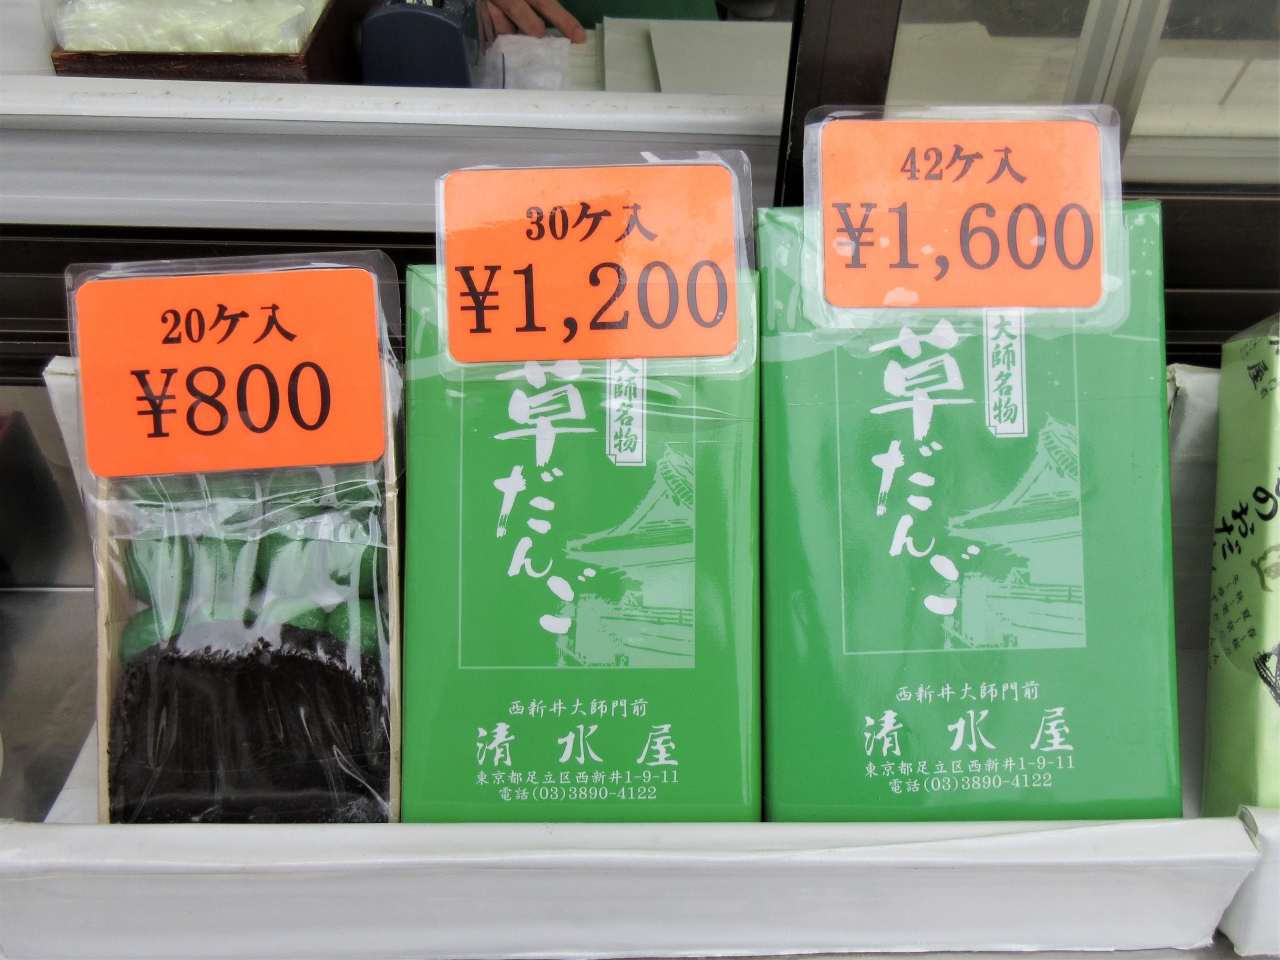 20ケ入
¥800
30ケ入
¥1,200
大師名物
草だんご
西新井大師門前
清水屋
東京都足立区西新井1-9-11
電話(03)3890-4122
42ケ入
¥1,600
大師名物
草だんご
西新井大師門前
清水屋
東京都足立区西新井1-9-11
電話(03)3890-4122
屋
のおだ